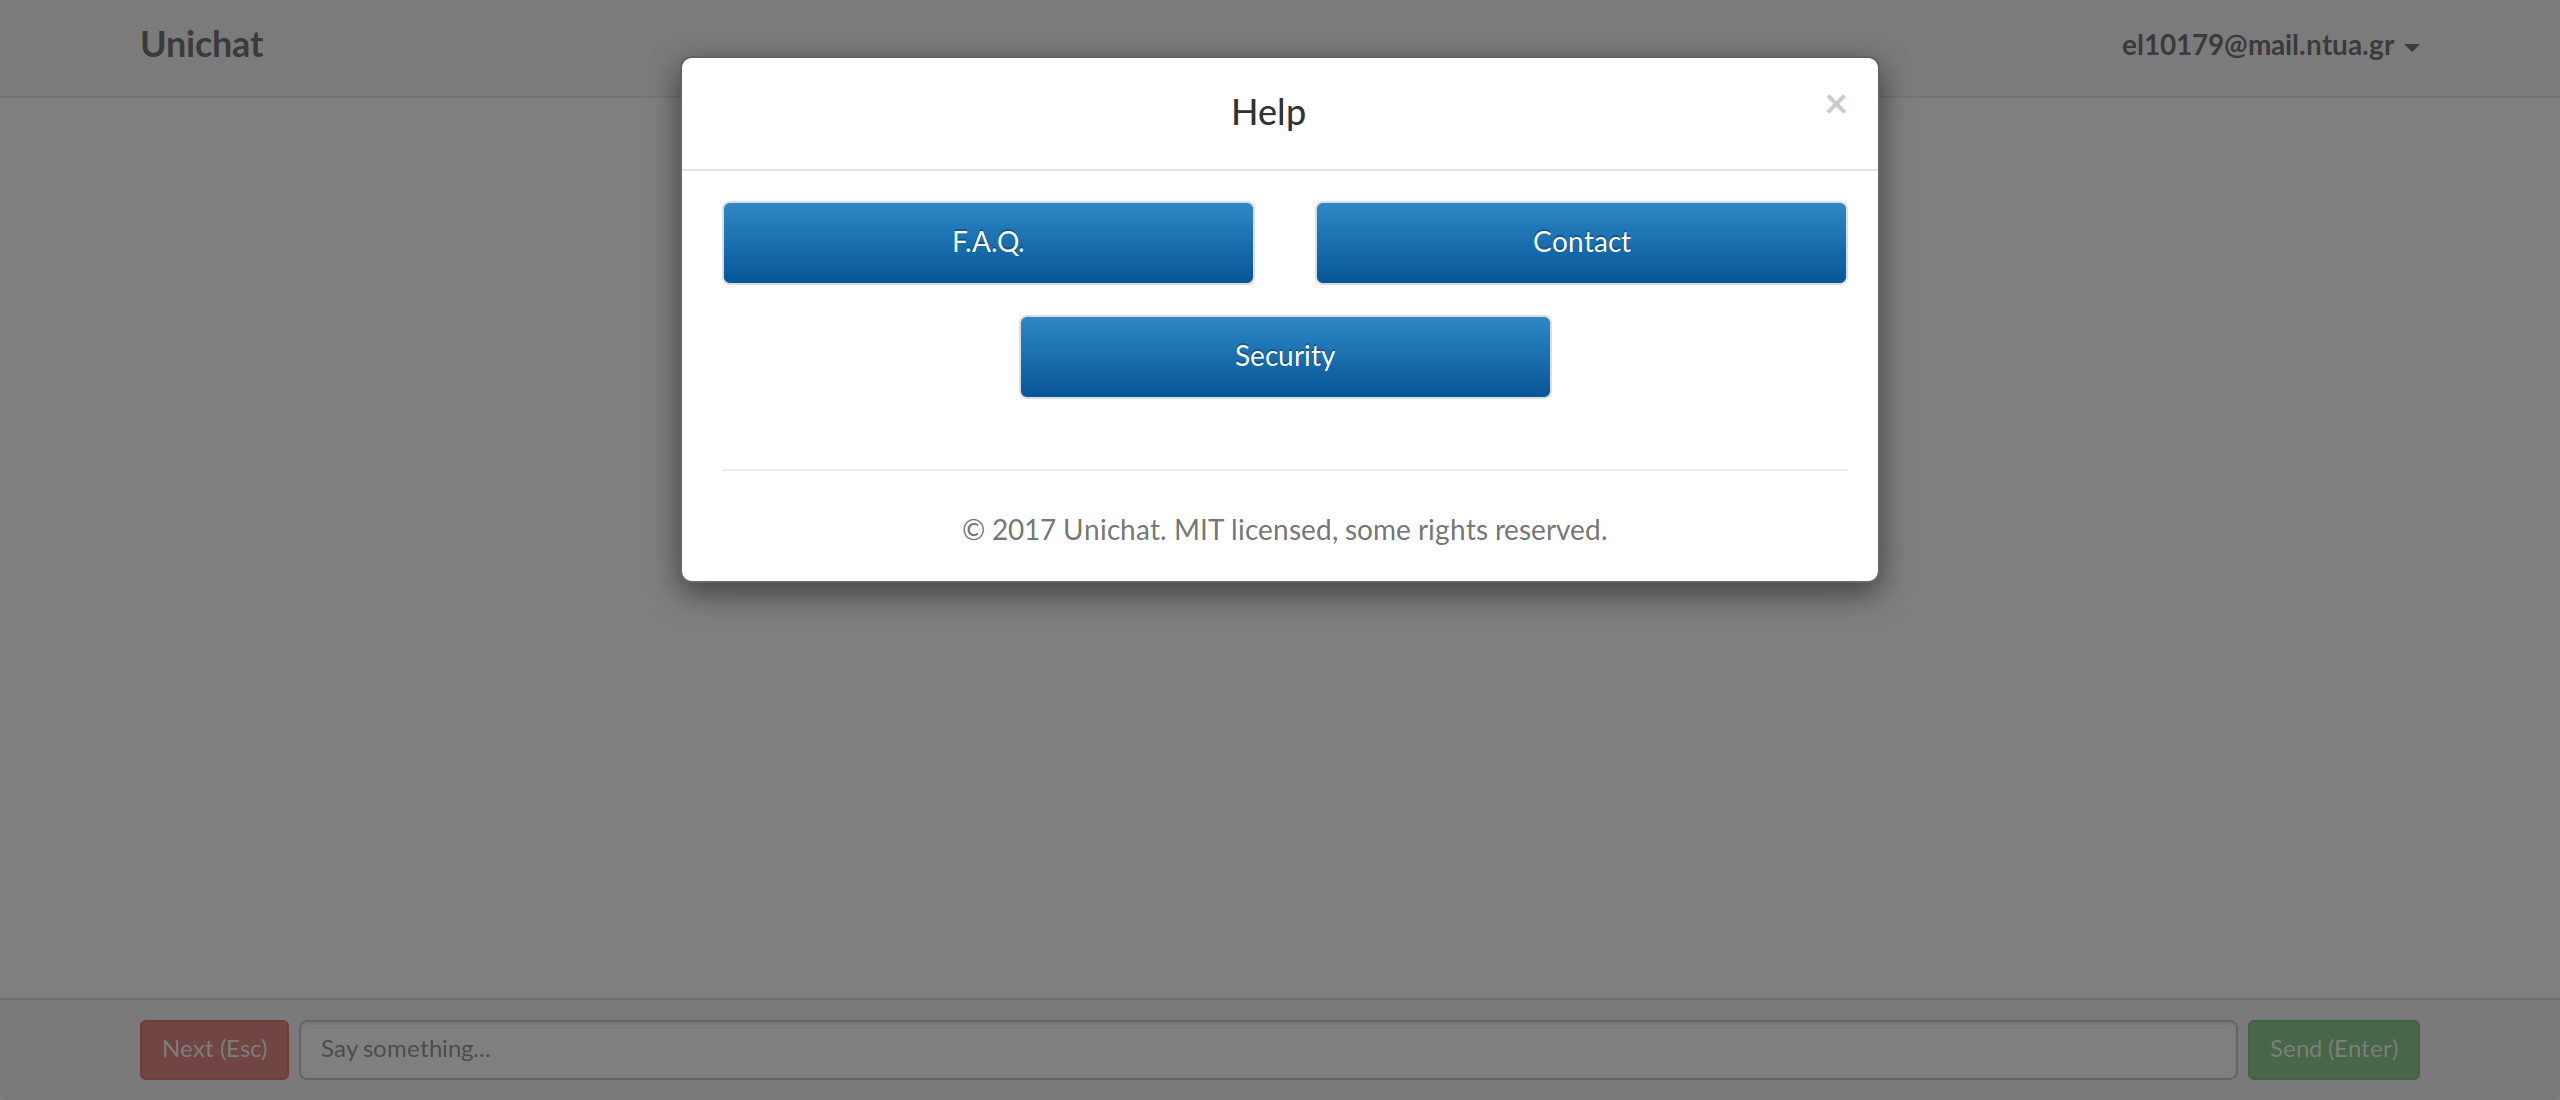 Unichat
el10179@mail.ntua.gr
Help
×
F.A.Q.
Contact
Security
© 2017 Unichat. MIT licensed, some rights reserved.
Next (Esc)
Say something...
Send (Enter)